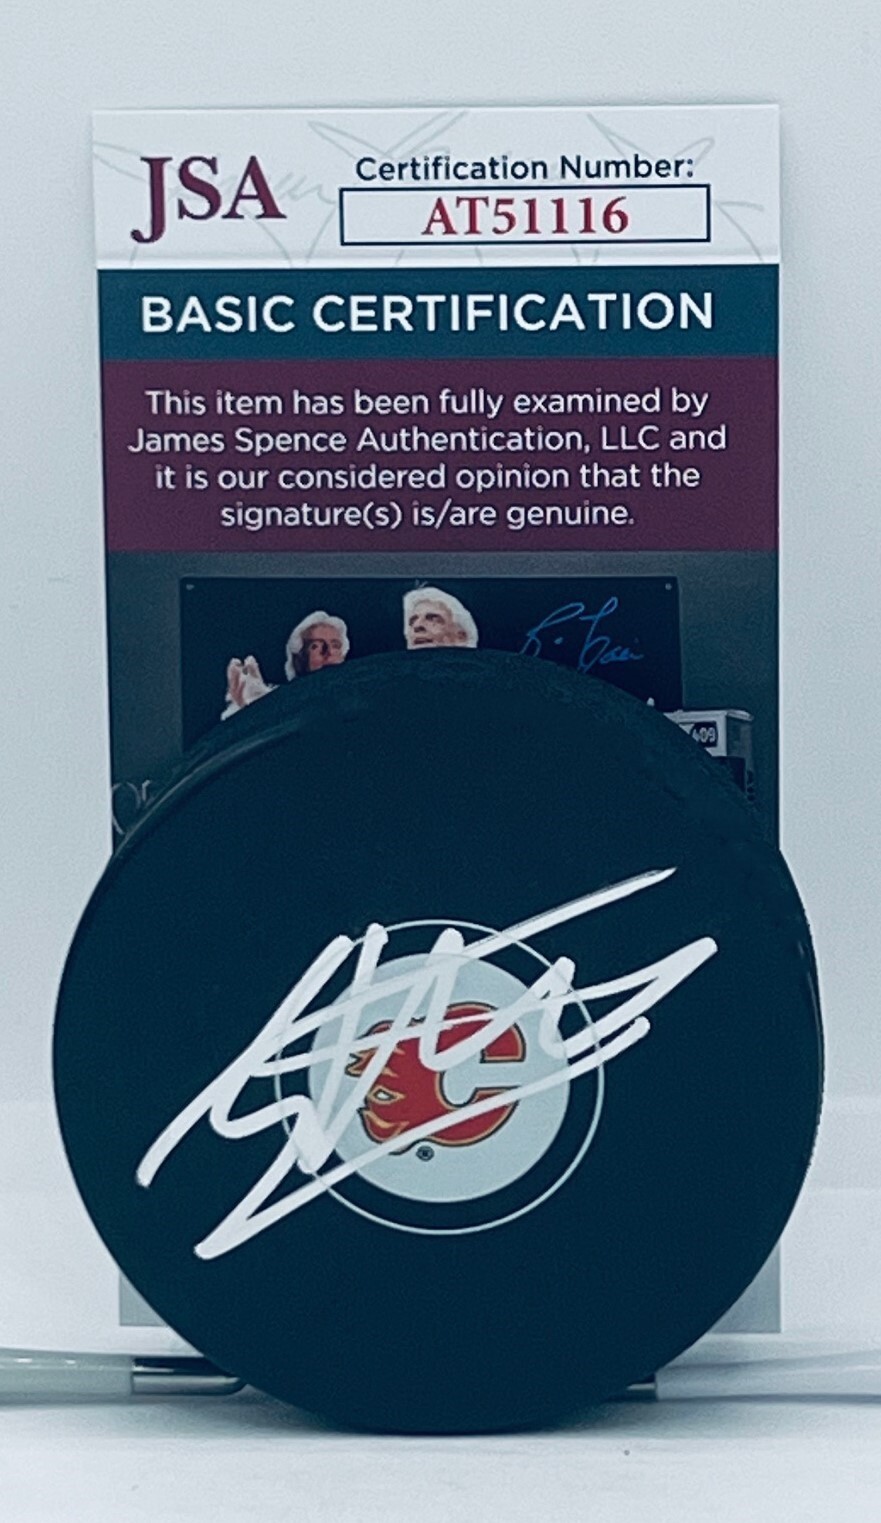 JSA
Certification Number:
AT51116
BASIC CERTIFICATION
This item has been fully examined by
James Spence Authentication, LLC and
it is our considered opinion that the
signature(s) is/are genuine.
409
C
®